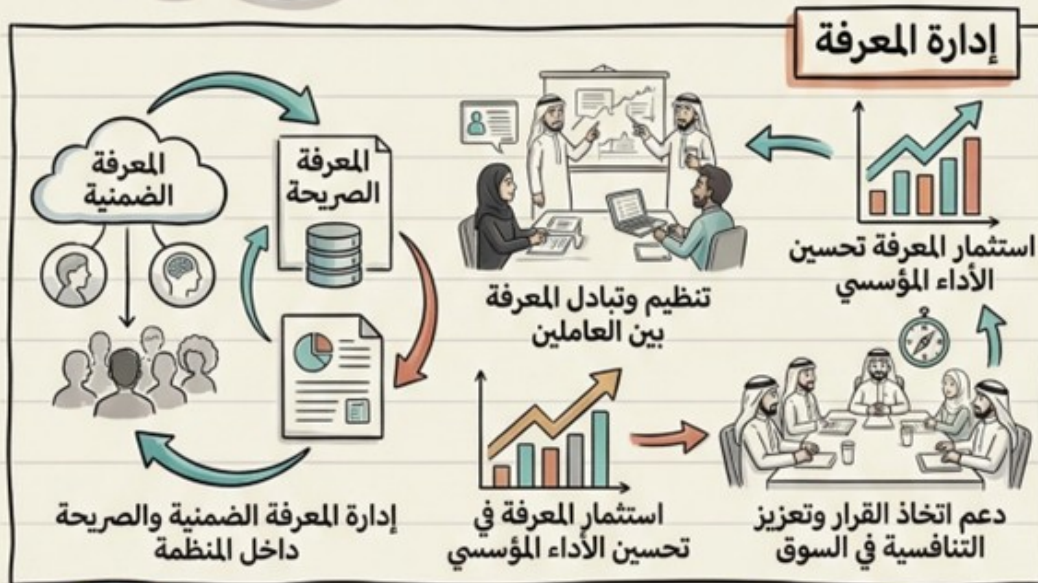 إدارة المعرفة
استثمار المعرفة تحسين
الأداء المؤسسي
تنظيم وتبادل المعرفة
بين العاملين
المعرفة
الصريحة
المعرفة
الضمنية
دعم اتخاذ القرار وتعزيز
التنافسية في السوق
استثمار المعرفة في
تحسين الأداء المؤسسي
إدارة المعرفة الضمنية والصريحة
داخل المنظمة